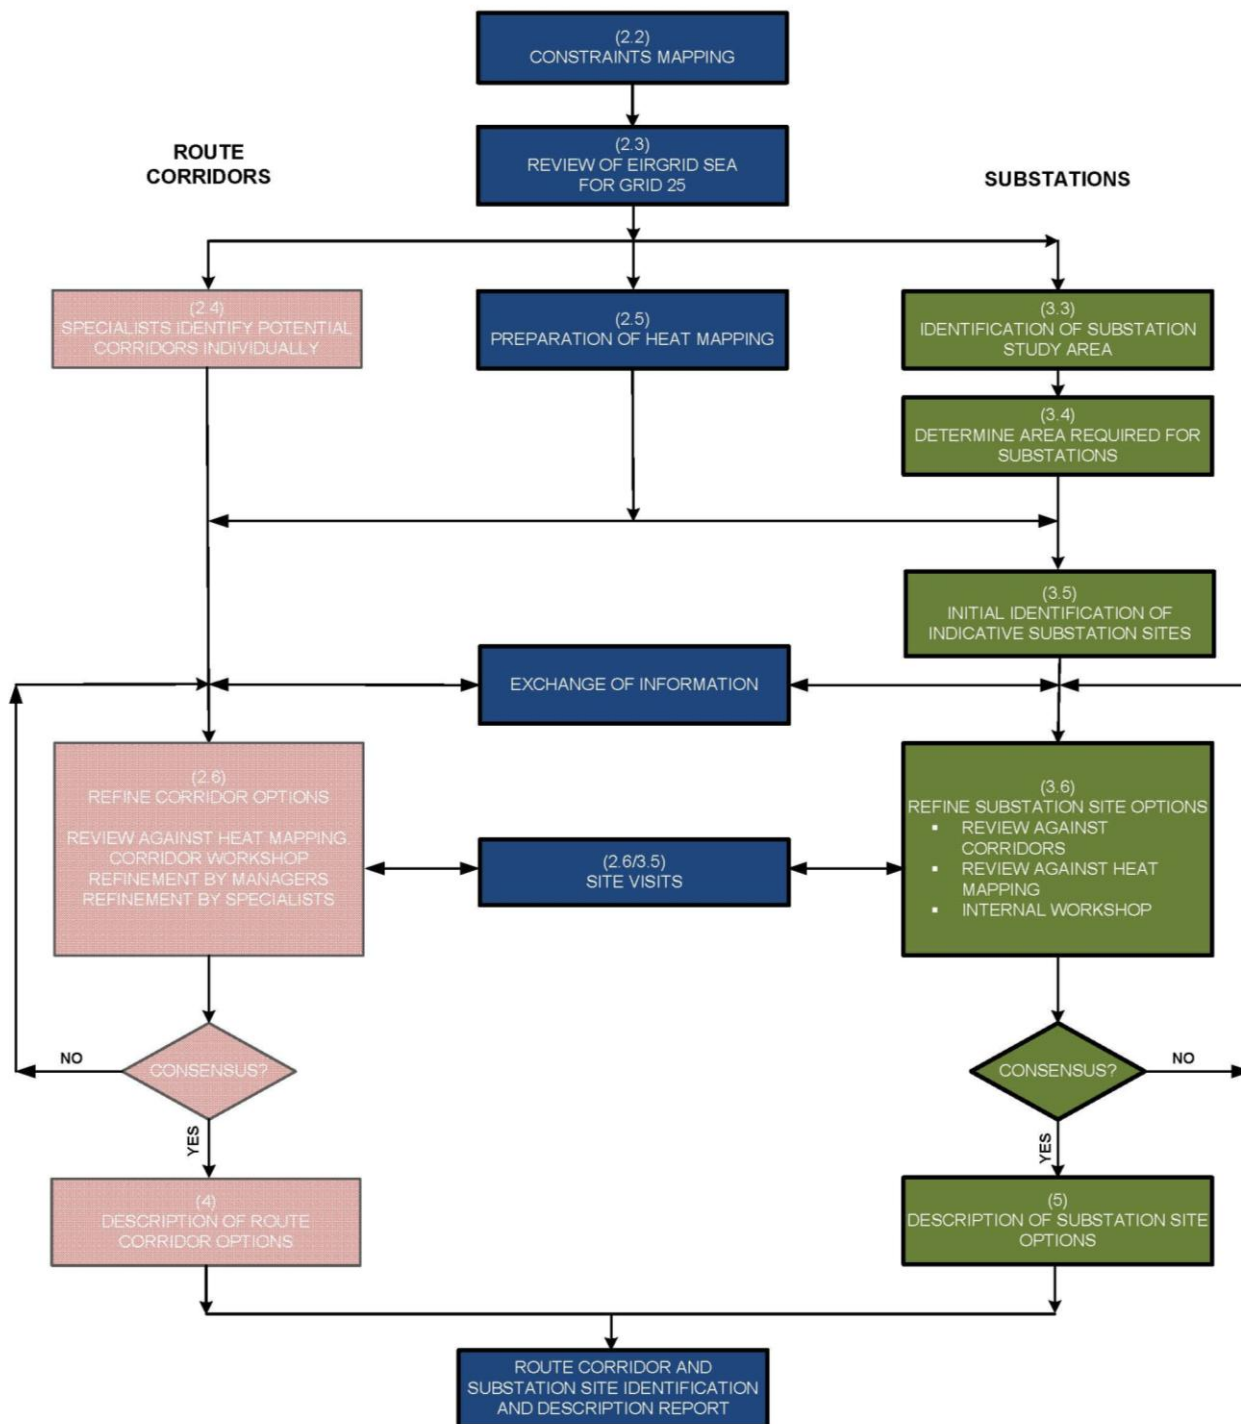 (2.2)
CONSTRAINTS MAPPING
(2.3)
REVIEW OF EIRGRID SEA
FOR GRID 25
ROUTE
CORRIDORS
SUBSTATIONS
(2.4)
SPECIALISTS IDENTIFY POTENTIAL
CORRIDORS INDIVIDUALLY
(2.5)
PREPARATION OF HEAT MAPPING
(3.3)
IDENTIFICATION OF SUBSTATION
STUDY AREA
(3.4)
DETERMINE AREA REQUIRED FOR
SUBSTATIONS
(3.5)
INITIAL IDENTIFICATION OF
INDICATIVE SUBSTATION SITES
EXCHANGE OF INFORMATION
(2.6)
REFINE CORRIDOR OPTIONS
REVIEW AGAINST HEAT MAPPING.
CORRIDOR WORKSHOP
REFINEMENT BY MANAGERS
REFINEMENT BY SPECIALISTS
(2.6/3.5)
SITE VISITS
(3.6)
REFINE SUBSTATION SITE OPTIONS
▪ REVIEW AGAINST
CORRIDORS
▪ REVIEW AGAINST HEAT
MAPPING
▪ INTERNAL WORKSHOP
NO
CONSENSUS?
YES
CONSENSUS?
NO
YES
(4)
DESCRIPTION OF ROUTE
CORRIDOR OPTIONS
(5)
DESCRIPTION OF SUBSTATION SITE
OPTIONS
ROUTE CORRIDOR AND
SUBSTATION SITE IDENTIFICATION
AND DESCRIPTION REPORT